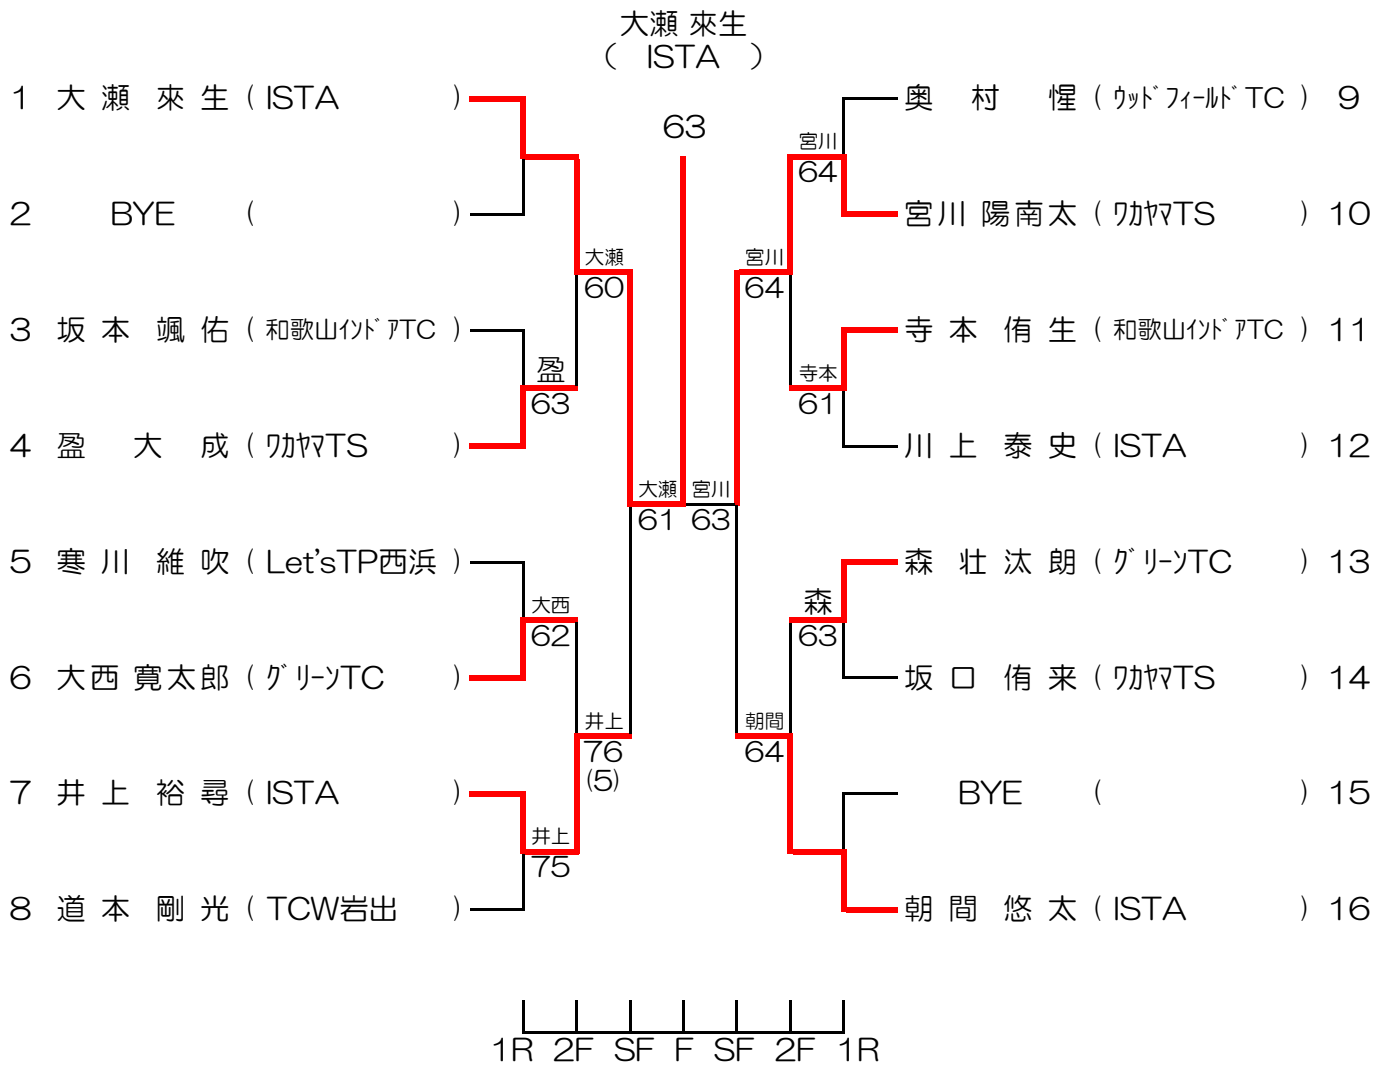 大瀬 來生
( ISTA )
63
1 大瀬 來生 ( ISTA )
2 BYE ( )
3 坂本 颯佑 ( 和歌山ｲﾝﾄﾞｱTC )
4 盈 大成 ( ﾜｶﾔﾏTS )
5 寒川 維吹 ( Let'sTP西浜 )
6 大西 寛太郎 ( ｸﾞﾘｰﾝTC )
7 井上 裕尋 ( ISTA )
8 道本 剛光 ( TCW岩出 )
盈
63
大西
62
井上
75
大瀬
60
井上
76
(5)
大瀬
61
宮川
63
宮川
64
朝間
64
宮川
64
寺本
61
森
63
奥村 惺 ( ｳｯﾄﾞﾌｨｰﾙﾄﾞTC ) 9
宮川 陽南太 ( ﾜｶﾔﾏTS ) 10
寺本 侑生 ( 和歌山ｲﾝﾄﾞｱTC ) 11
川上 泰史 ( ISTA ) 12
森 壮汰朗 ( ｸﾞﾘｰﾝTC ) 13
坂口 侑来 ( ﾜｶﾔﾏTS ) 14
BYE ( ) 15
朝間 悠太 ( ISTA ) 16
1R 2F SF F SF 2F 1R